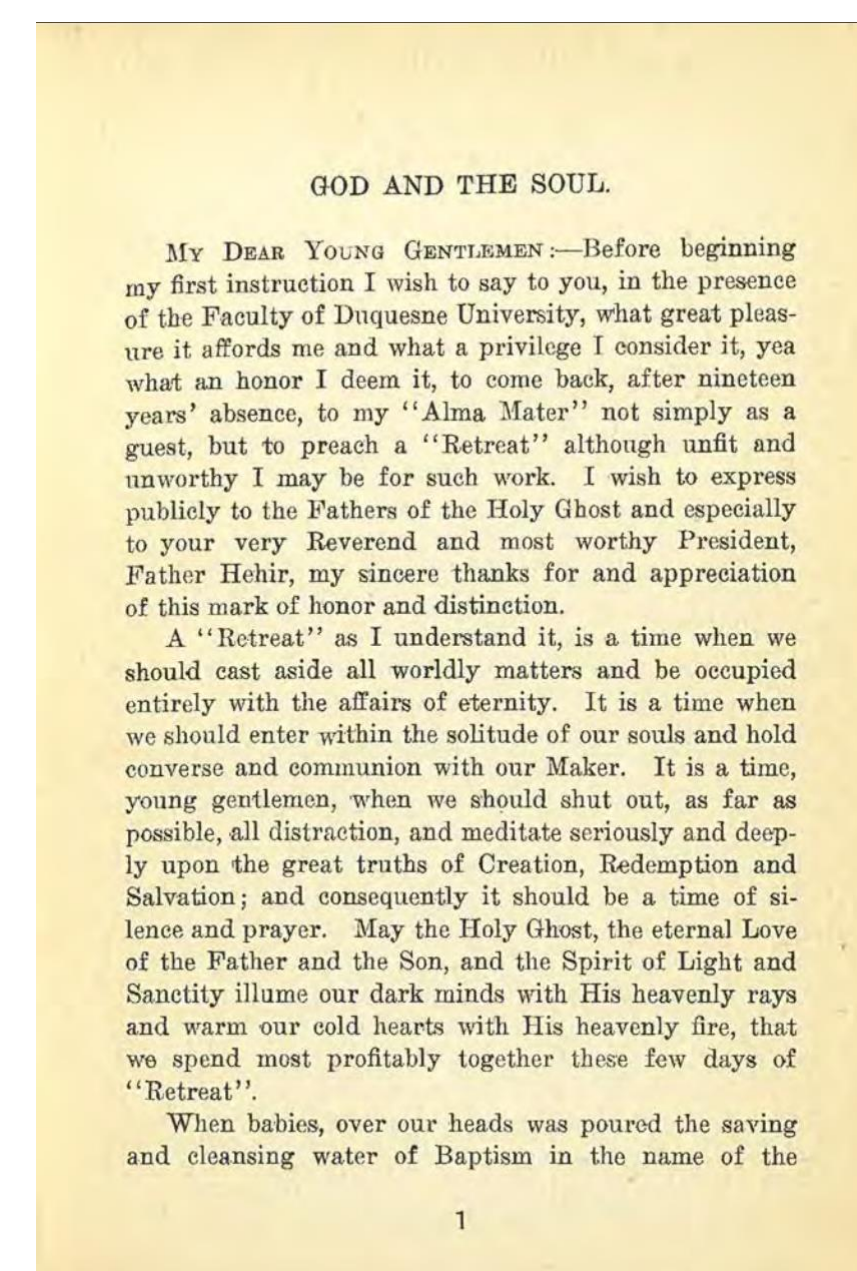 GOD AND THE SOUL.
MY DEAR YOUNG GENTLEMEN:—Before beginning
my first instruction I wish to say to you, in the presence
of the Faculty of Duquesne University, what great pleas-
ure it affords me and what a privilege I consider it, yea
what an honor I deem it, to come back, after nineteen
years' absence, to my "Alma Mater" not simply as a
guest, but to preach a "Retreat" although unfit and
unworthy I may be for such work. I wish to express
publicly to the Fathers of the Holy Ghost and especially
to your very Reverend and most worthy President,
Father Hehir, my sincere thanks for and appreciation
of this mark of honor and distinction.
A "Retreat" as I understand it, is a time when we
should cast aside all worldly matters and be occupied
entirely with the affairs of eternity. It is a time when
we should enter within the solitude of our souls and hold
converse and communion with our Maker. It is a time,
young gentlemen, when we should shut out, as far as
possible, all distraction, and meditate seriously and deep-
ly upon the great truths of Creation, Redemption and
Salvation; and consequently it should be a time of si-
lence and prayer. May the Holy Ghost, the eternal Love
of the Father and the Son, and the Spirit of Light and
Sanctity illume our dark minds with His heavenly rays
and warm our cold hearts with His heavenly fire, that
we spend most profitably together these few days of
"Retreat".
When babies, over our heads was poured the saving
and cleansing water of Baptism in the name of the
1